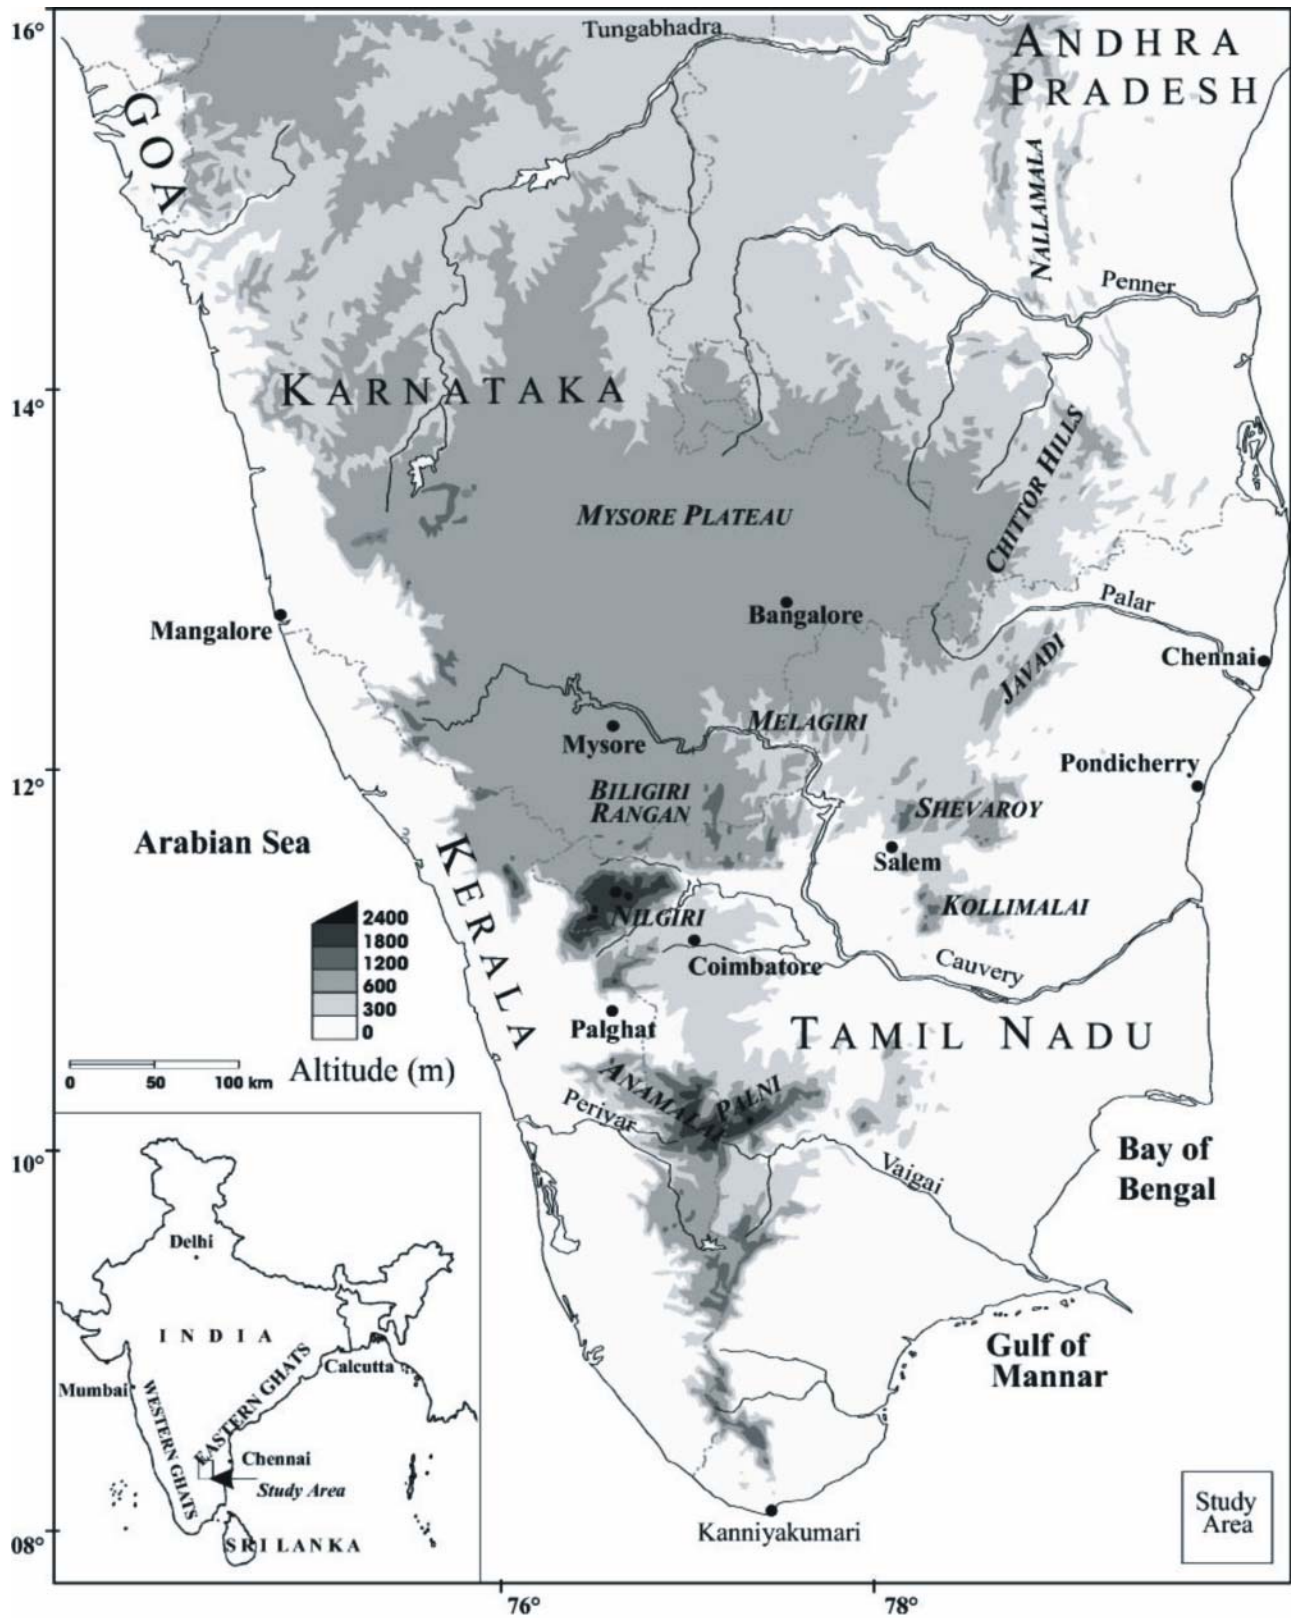 16°
Tungabhadra
ANDHRA
PRADESH
GOA
NALLAMALA
Penner
KARNATAKA
14°
CHITTOR HILLS
MYSORE PLATEAU
Bangalore
Palar
Mangalore
Chennai
JAVADI
MELAGIRI
Mysore
Pondicherry
12°
BILIGIRI
RANGAN
SHEVAROY
Arabian Sea
KERALA
Salem
NILGIRI
KOLLIMALAI
2400
1800
1200
600
300
0
Altitude (m)
Coimbatore
Cauvery
Palghat
TAMIL NADU
0 50 100 km
ANAMALAI
PALNI
Periyar
10°
Vaigai
Bay of
Bengal
Delhi
INDIA
Calcutta
Mumbai
WESTERN GHATS
EASTERN GHATS
Chennai
Study Area
SRI LANKA
Gulf of
Mannar
Kanniyakumari
Study
Area
08°
76°
78°